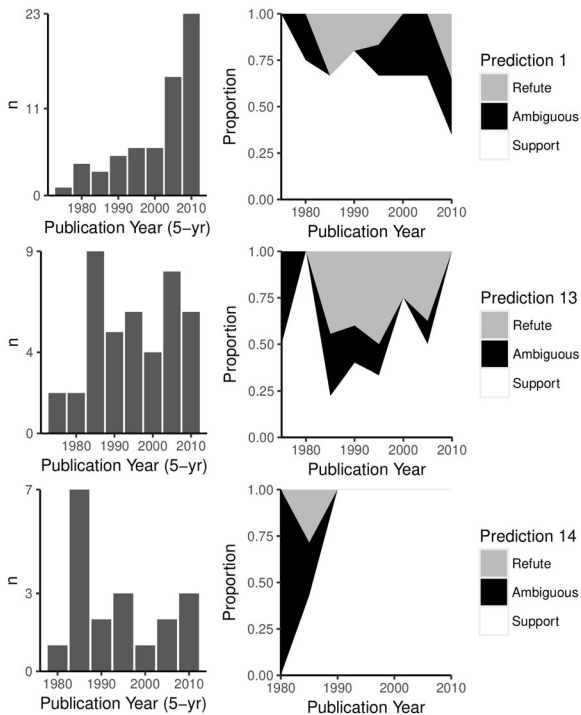 23
11
0
n
1980 1990 2000 2010
Publication Year (5−yr)
1.00
0.75
0.50
0.25
0.00
Proportion
1980 1990 2000 2010
Publication Year
Prediction 1
Refute
Ambiguous
Support
9
4
0
n
1980 1990 2000 2010
Publication Year (5−yr)
1.00
0.75
0.50
0.25
0.00
Proportion
1980 1990 2000 2010
Publication Year
Prediction 13
Refute
Ambiguous
Support
7
3
0
n
1980 1990 2000 2010
Publication Year (5−yr)
1.00
0.75
0.50
0.25
0.00
Proportion
1980 1990 2000 2010
Publication Year
Prediction 14
Refute
Ambiguous
Support